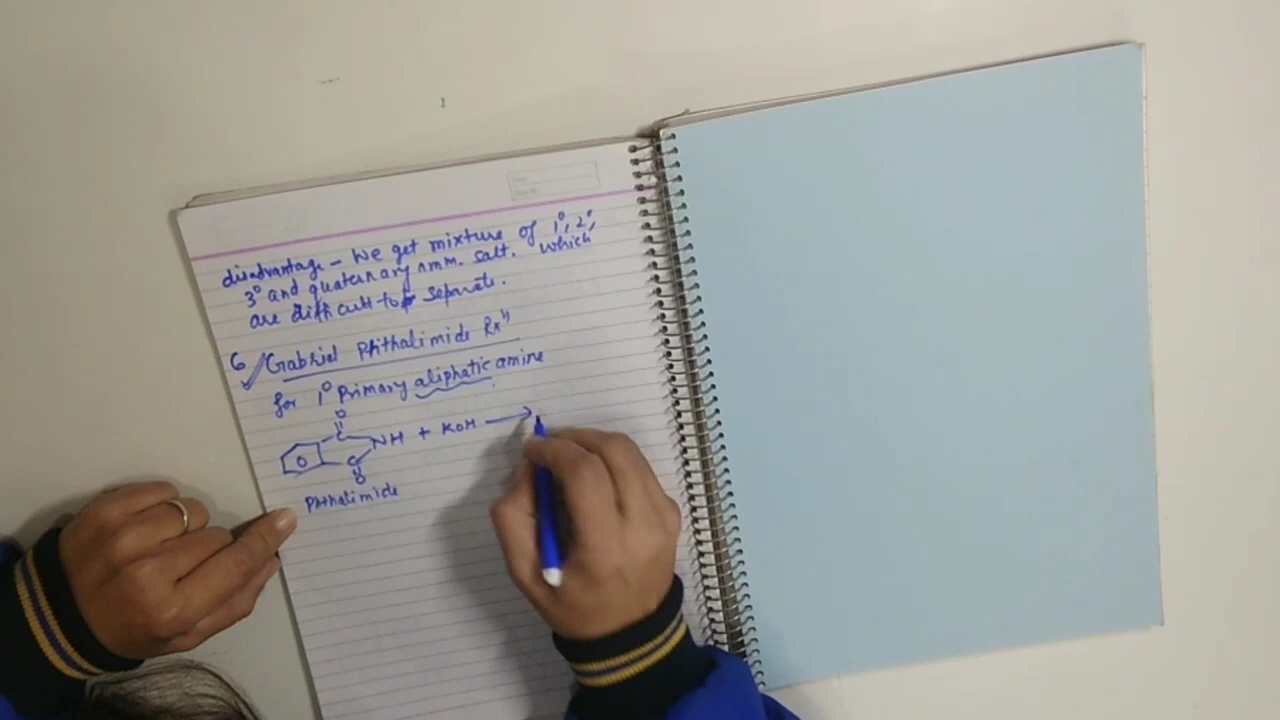 disadvantage - We get mixture of 1°, 2°,
3° and quaternary amm. salt. which
are difficult to separate.
6 Gabriel Phthalimide Rxn
for 1° Primary aliphatic amine
O
C
NH + KOH →
O
C
O
Phthalimide